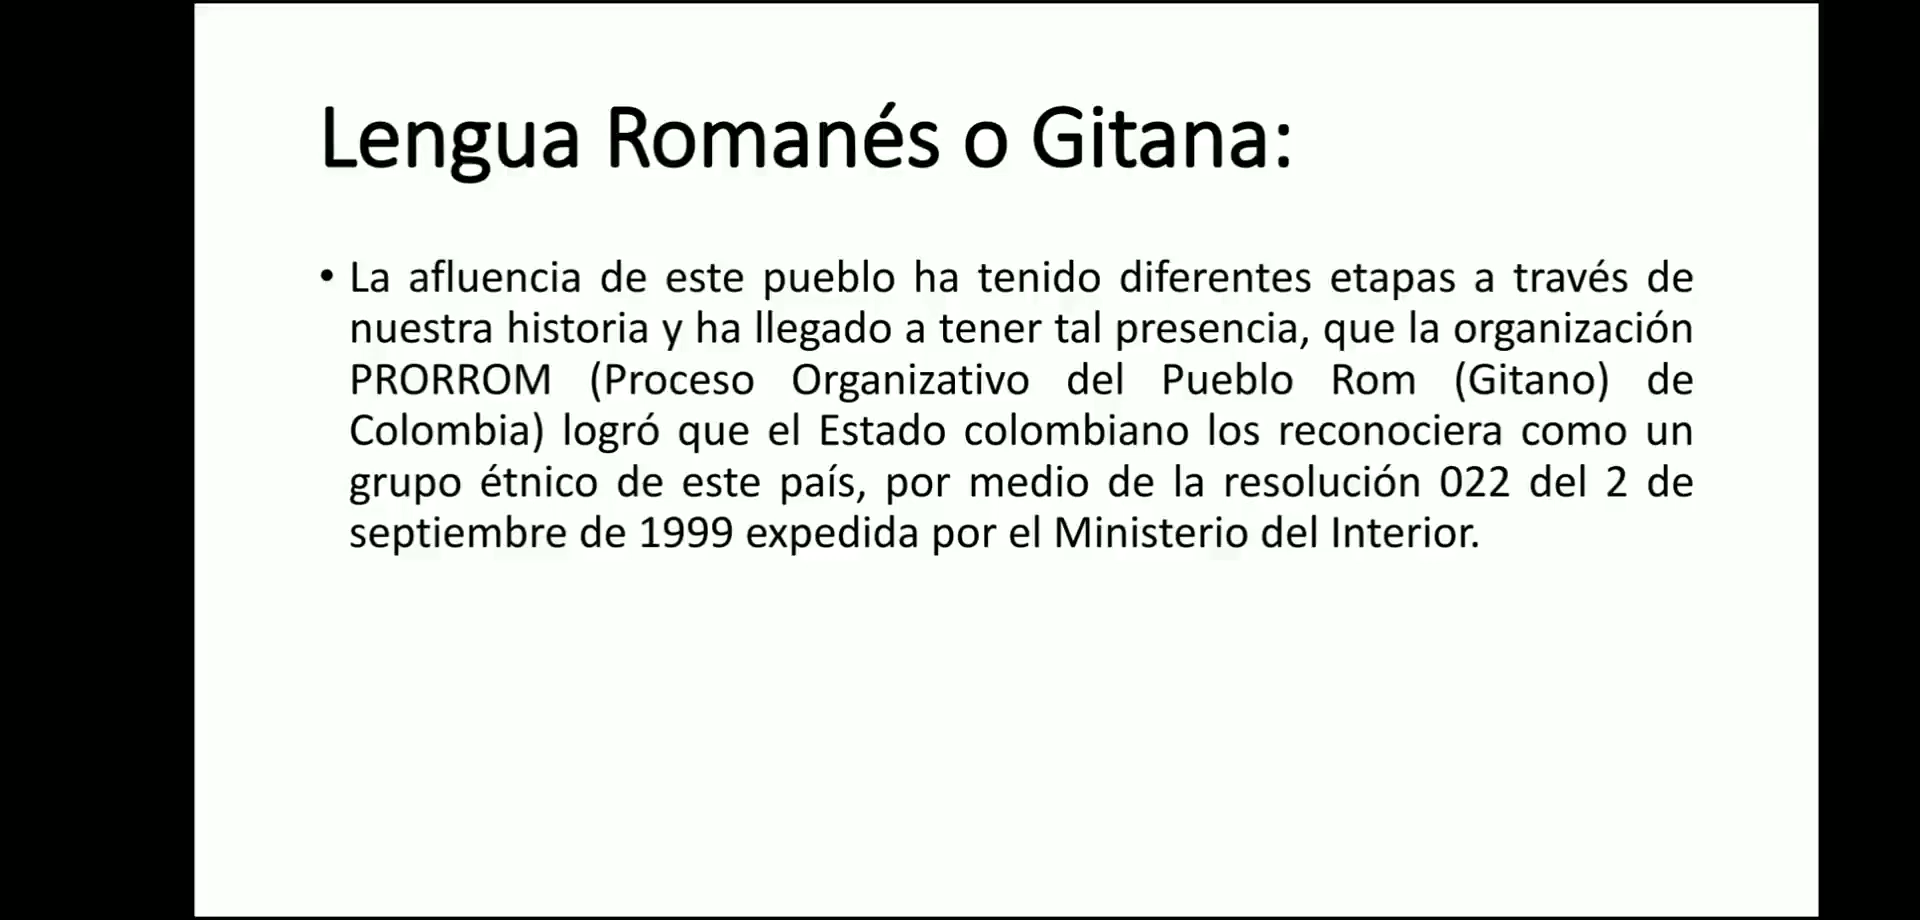 Lengua Romanés o Gitana:
• La afluencia de este pueblo ha tenido diferentes etapas a través de
nuestra historia y ha llegado a tener tal presencia, que la organización
PRORROM (Proceso Organizativo del Pueblo Rom (Gitano) de
Colombia) logró que el Estado colombiano los reconociera como un
grupo étnico de este país, por medio de la resolución 022 del 2 de
septiembre de 1999 expedida por el Ministerio del Interior.